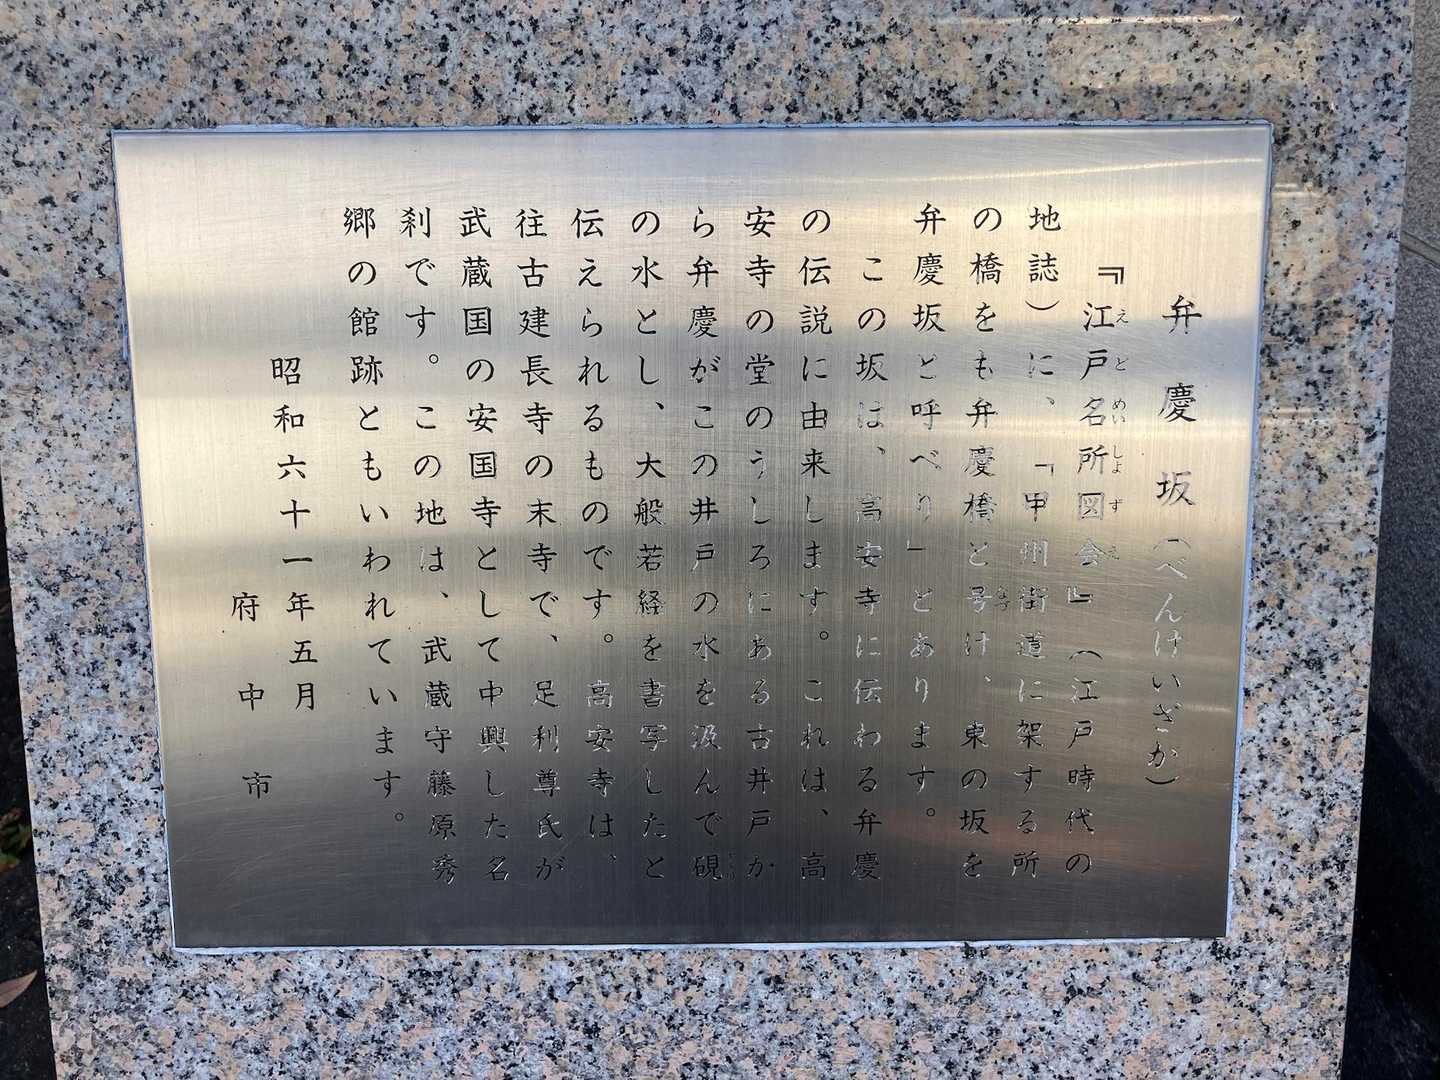 弁慶坂（べんけいざか）
『江戸名所図会』（江戸時代の
地誌）に、「甲州街道に架する所
の橋をも弁慶橋と号け、東の坂を
弁慶坂と呼べり」とあります。
この坂は、高安寺に伝わる弁慶
の伝説に由来します。これは、高
安寺の堂のうしろにある古井戸か
ら弁慶がこの井戸の水を汲んで硯
の水とし、大般若経を書写したと
伝えられるものです。高安寺は、
往古建長寺の末寺で、足利尊氏が
武蔵国の安国寺として中興した名
刹です。この地は、武蔵守藤原秀
郷の館跡ともいわれています。
昭和六十一年五月
府中市